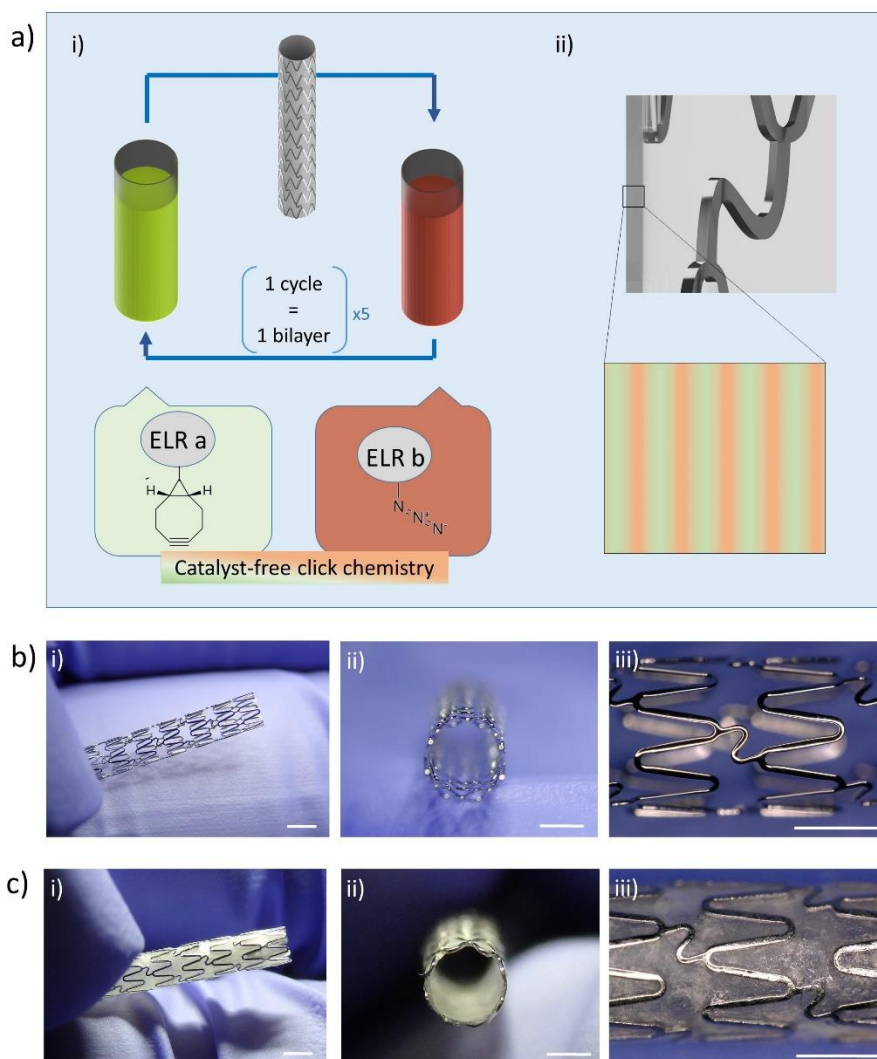 a)
i)
ii)
1 cycle
=
1 bilayer
x5
ELR a
H
H
ELR b
N
N+
N-
Catalyst-free click chemistry
b)
i)
ii)
iii)
c)
i)
ii)
iii)